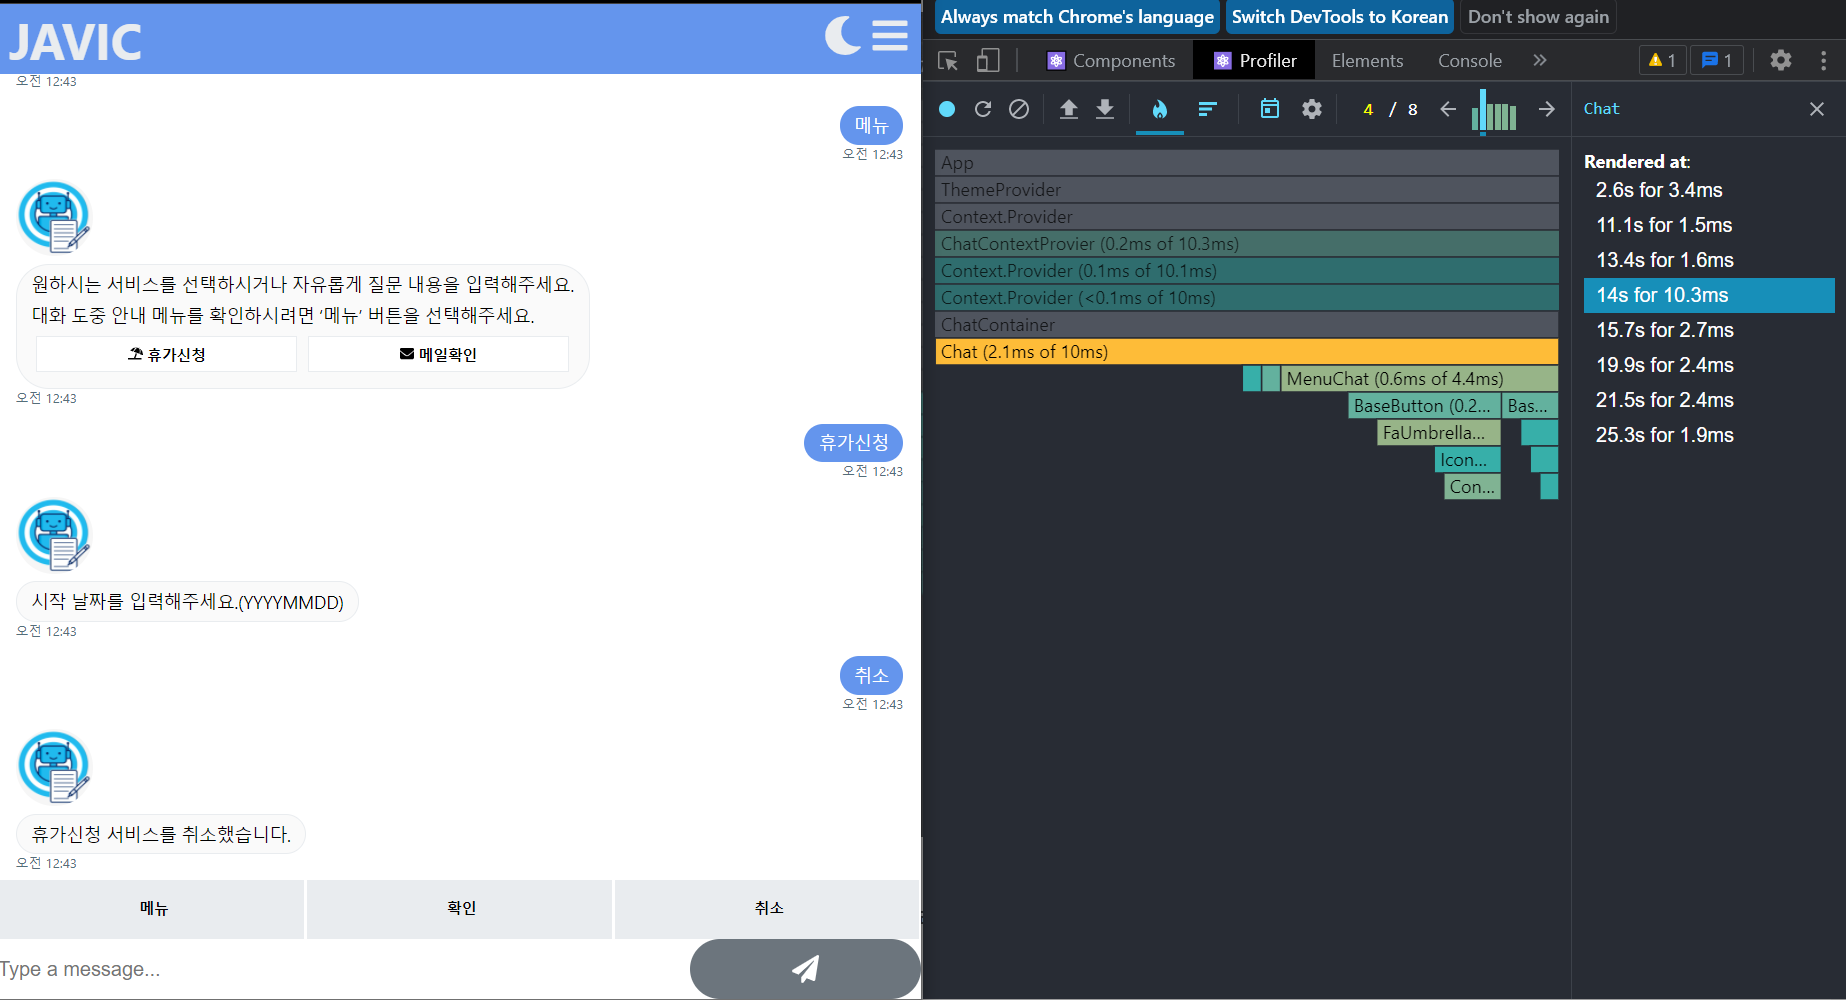 JAVIC
오전 12:43
메뉴
오전 12:43
원하시는 서비스를 선택하시거나 자유롭게 질문 내용을 입력해주세요.
대화 도중 안내 메뉴를 확인하시려면 ‘메뉴’ 버튼을 선택해주세요.
휴가신청
메일확인
오전 12:43
휴가신청
오전 12:43
시작 날짜를 입력해주세요.(YYYYMMDD)
오전 12:43
취소
오전 12:43
휴가신청 서비스를 취소했습니다.
오전 12:43
메뉴
확인
취소
Type a message...
Always match Chrome's language
Switch DevTools to Korean
Don't show again
Components
Profiler
Elements
Console
1
1
4 / 8
App
ThemeProvider
Context.Provider
ChatContextProvier (0.2ms of 10.3ms)
Context.Provider (0.1ms of 10.1ms)
Context.Provider (<0.1ms of 10ms)
ChatContainer
Chat (2.1ms of 10ms)
MenuChat (0.6ms of 4.4ms)
BaseButton (0.2...
Bas...
FaUmbrella...
Icon...
Con...
Chat
Rendered at:
2.6s for 3.4ms
11.1s for 1.5ms
13.4s for 1.6ms
14s for 10.3ms
15.7s for 2.7ms
19.9s for 2.4ms
21.5s for 2.4ms
25.3s for 1.9ms